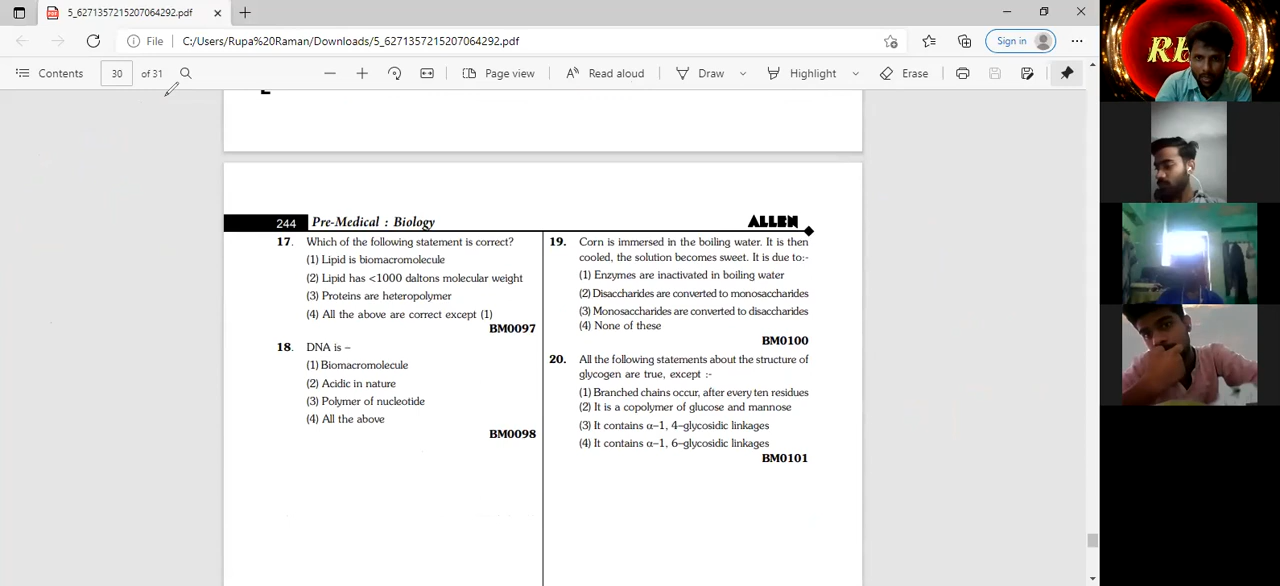 5_6271357215207064292.pdf
File
C:/Users/Rupa%20Raman/Downloads/5_6271357215207064292.pdf
Sign in
Contents
30
of 31
Page view
Read aloud
Draw
Highlight
Erase
244
Pre-Medical : Biology
ALLEN
17. Which of the following statement is correct?
(1) Lipid is biomacromolecule
(2) Lipid has <1000 daltons molecular weight
(3) Proteins are heteropolymer
(4) All the above are correct except (1)
BM0097
18. DNA is –
(1) Biomacromolecule
(2) Acidic in nature
(3) Polymer of nucleotide
(4) All the above
BM0098
19. Corn is immersed in the boiling water. It is then
cooled, the solution becomes sweet. It is due to:-
(1) Enzymes are inactivated in boiling water
(2) Disaccharides are converted to monosaccharides
(3) Monosaccharides are converted to disaccharides
(4) None of these
BM0100
20. All the following statements about the structure of
glycogen are true, except :-
(1) Branched chains occur, after every ten residues
(2) It is a copolymer of glucose and mannose
(3) It contains α–1, 4–glycosidic linkages
(4) It contains α–1, 6–glycosidic linkages
BM0101